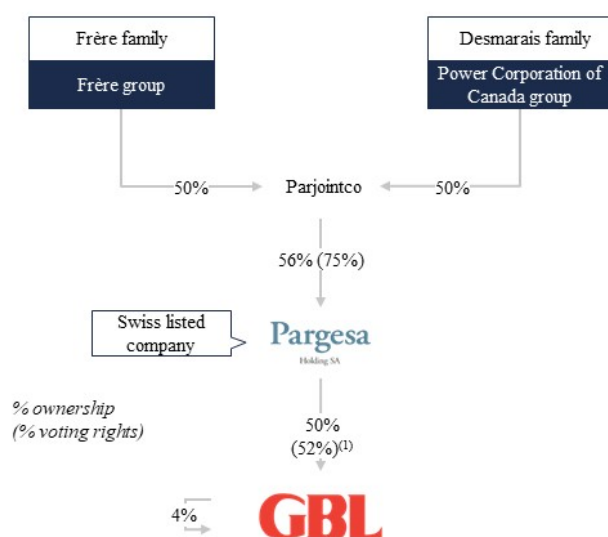 Frère family
Desmarais family
Frère group
Power Corporation of
Canada group
50%
Parjointco
50%
56% (75%)
Swiss listed
company
Pargesa
Holding SA
% ownership
(% voting rights)
50%
(52%)(1)
4%
GBL